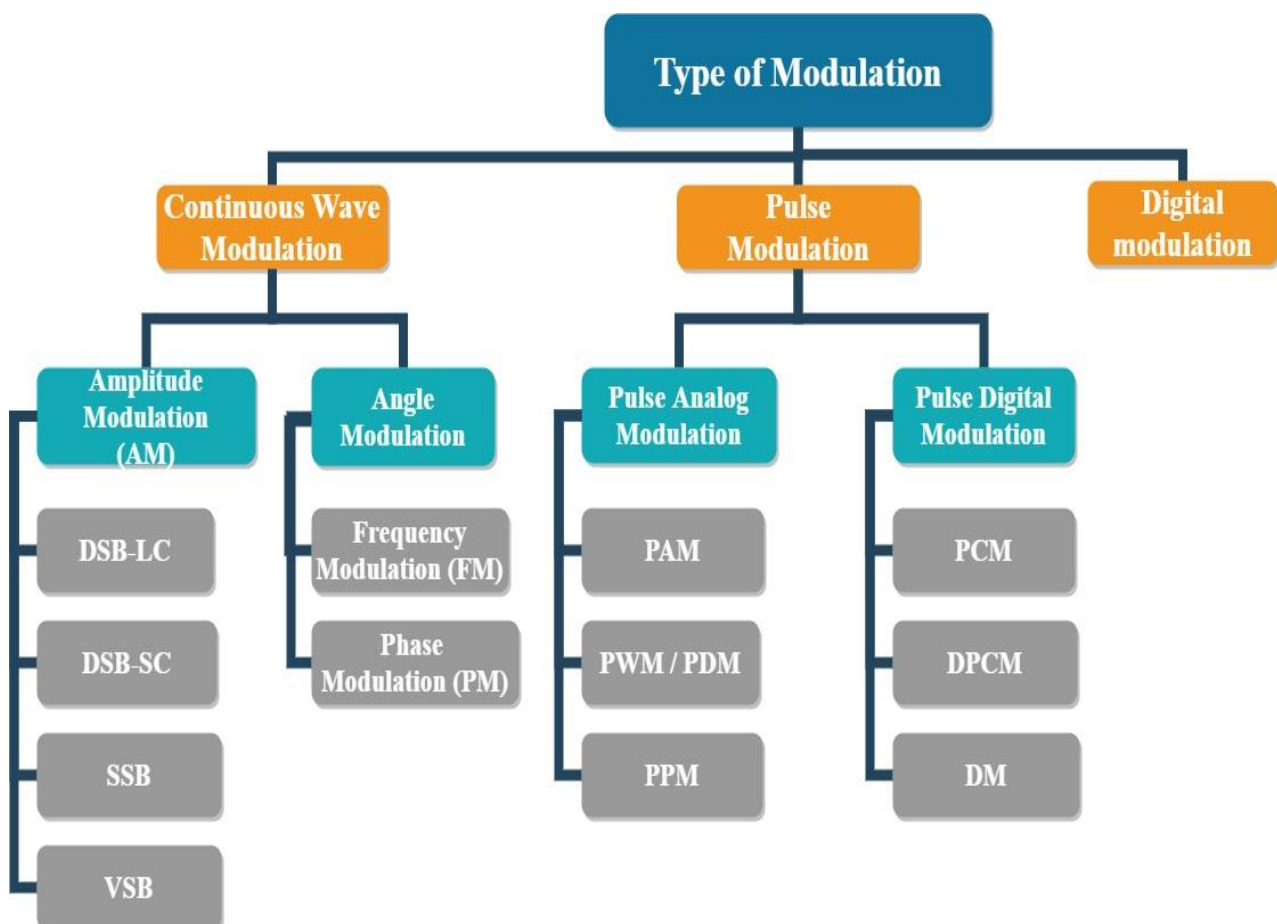 Type of Modulation
Continuous Wave
Modulation
Pulse
Modulation
Digital
modulation
Amplitude
Modulation
(AM)
Angle
Modulation
Pulse Analog
Modulation
Pulse Digital
Modulation
DSB-LC
Frequency
Modulation (FM)
PAM
PCM
DSB-SC
Phase
Modulation (PM)
PWM / PDM
DPCM
SSB
PPM
DM
VSB